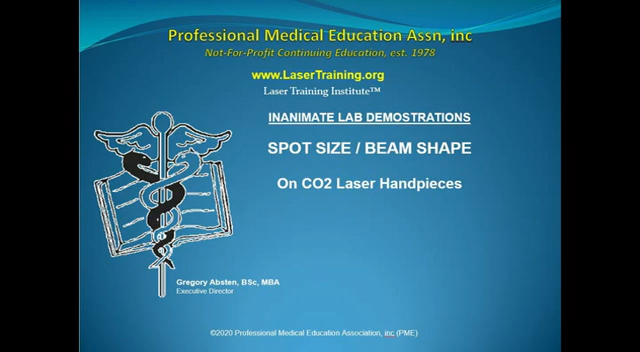 Professional Medical Education Assn, inc
Not-For-Profit Continuing Education, est. 1978
www.LaserTraining.org
Laser Training Institute™
INANIMATE LAB DEMOSTRATIONS
SPOT SIZE / BEAM SHAPE
On CO2 Laser Handpieces
Gregory Absten, BSc, MBA
Executive Director
©2020 Professional Medical Education Association, inc (PME)